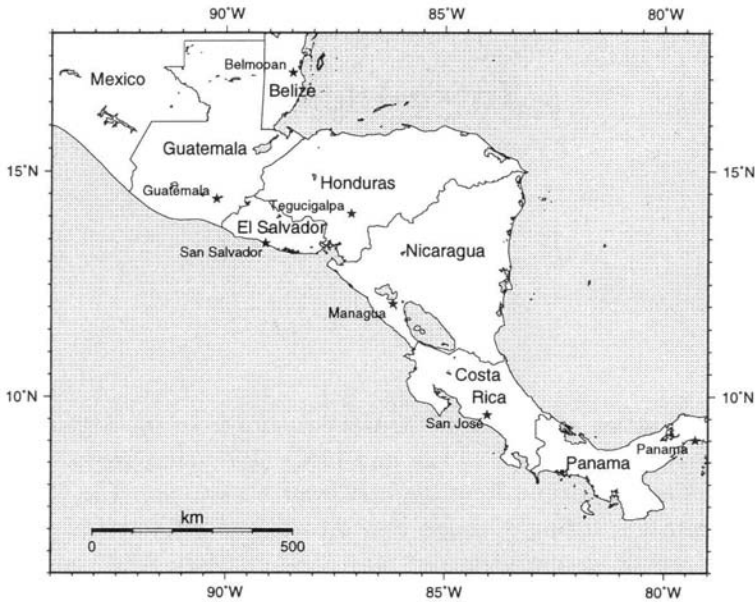 90°W 85°W 80°W
Belmopan
Mexico
Belize
Guatemala
15°N 15°N
Honduras
Guatemala
Tegucigalpa
El Salvador
San Salvador
Nicaragua
Managua
Costa
Rica
10°N 10°N
San José
Panama
Panama
km
0 500
90°W 85°W 80°W